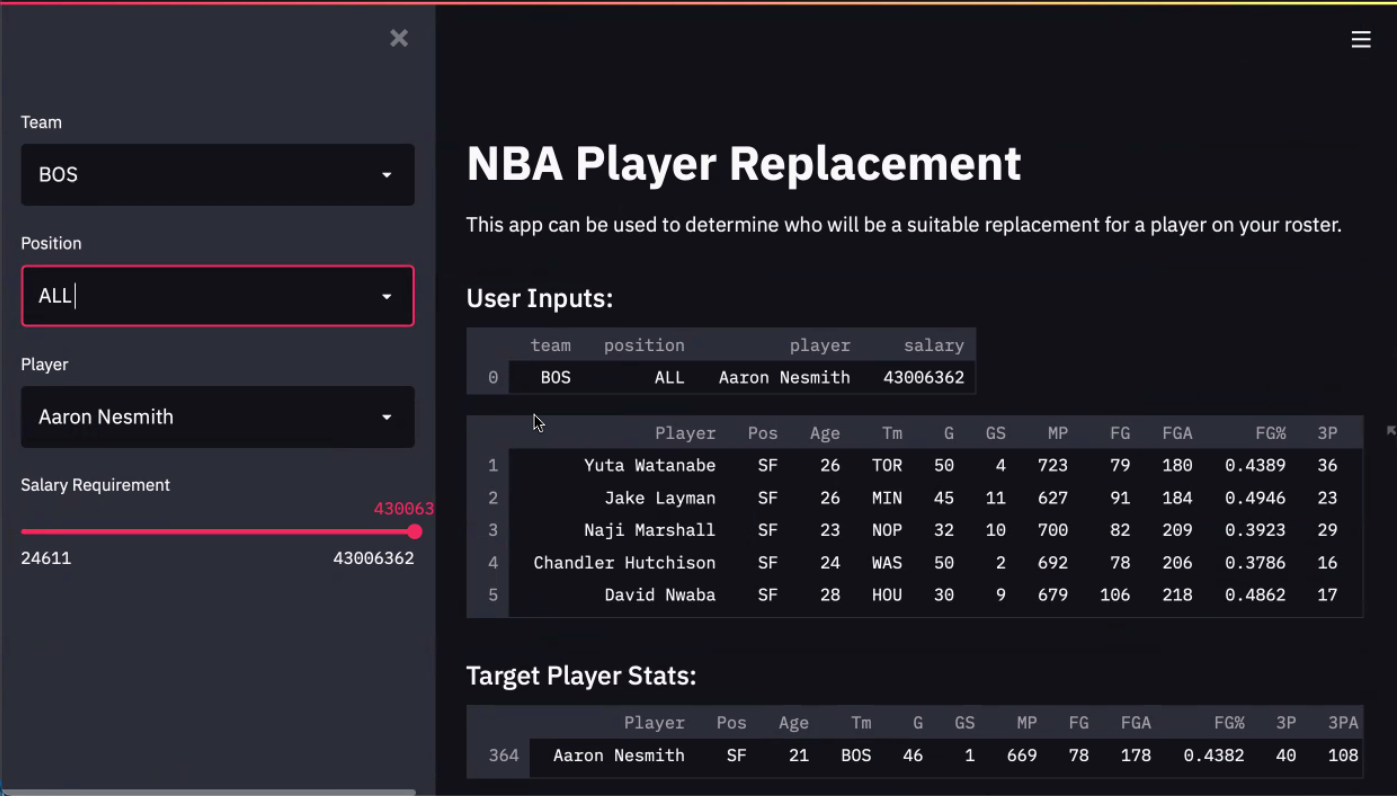 Team
BOS
Position
ALL
Player
Aaron Nesmith
Salary Requirement
430063
24611 43006362
NBA Player Replacement
This app can be used to determine who will be a suitable replacement for a player on your roster.
User Inputs:
team position player salary
0 BOS ALL Aaron Nesmith 43006362
Player Pos Age Tm G GS MP FG FGA FG% 3P
1 Yuta Watanabe SF 26 TOR 50 4 723 79 180 0.4389 36
2 Jake Layman SF 26 MIN 45 11 627 91 184 0.4946 23
3 Naji Marshall SF 23 NOP 32 10 700 82 209 0.3923 29
4 Chandler Hutchison SF 24 WAS 50 2 692 78 206 0.3786 16
5 David Nwaba SF 28 HOU 30 9 679 106 218 0.4862 17
Target Player Stats:
Player Pos Age Tm G GS MP FG FGA FG% 3P 3PA
364 Aaron Nesmith SF 21 BOS 46 1 669 78 178 0.4382 40 108